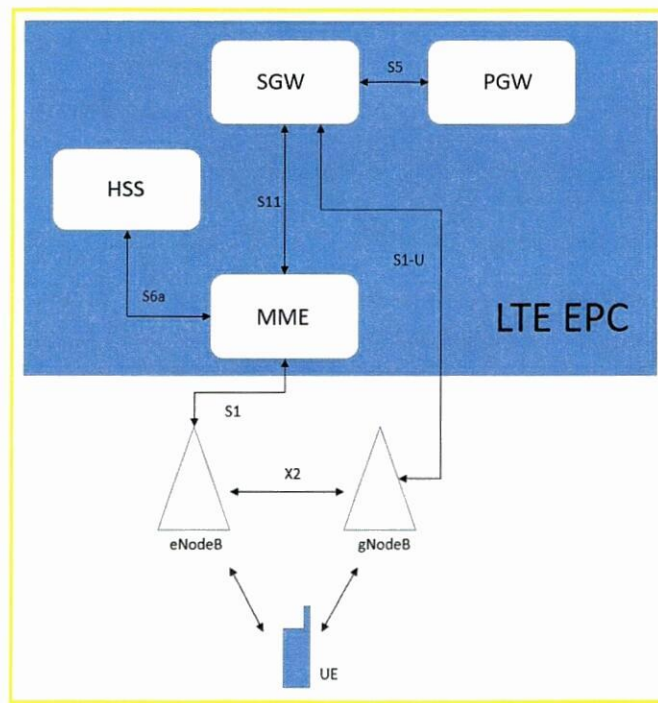 SGW
S5
PGW
HSS
S11
S1-U
S6a
MME
LTE EPC
S1
X2
eNodeB
gNodeB
UE